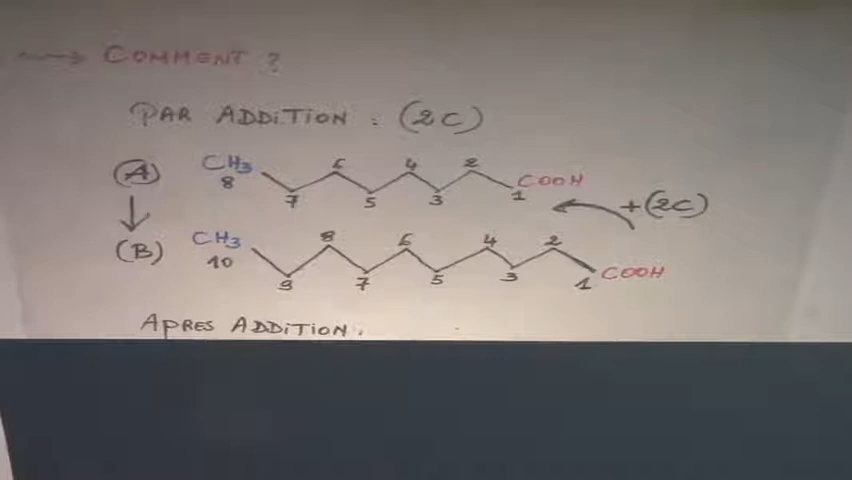 COMMENT ?
PAR ADDITION : (2C)
(A) CH3 8 7 6 5 4 3 2 1 COOH
+(2C)
(B) CH3 10 9 8 7 6 5 4 3 2 1 COOH
APRES ADDITION.